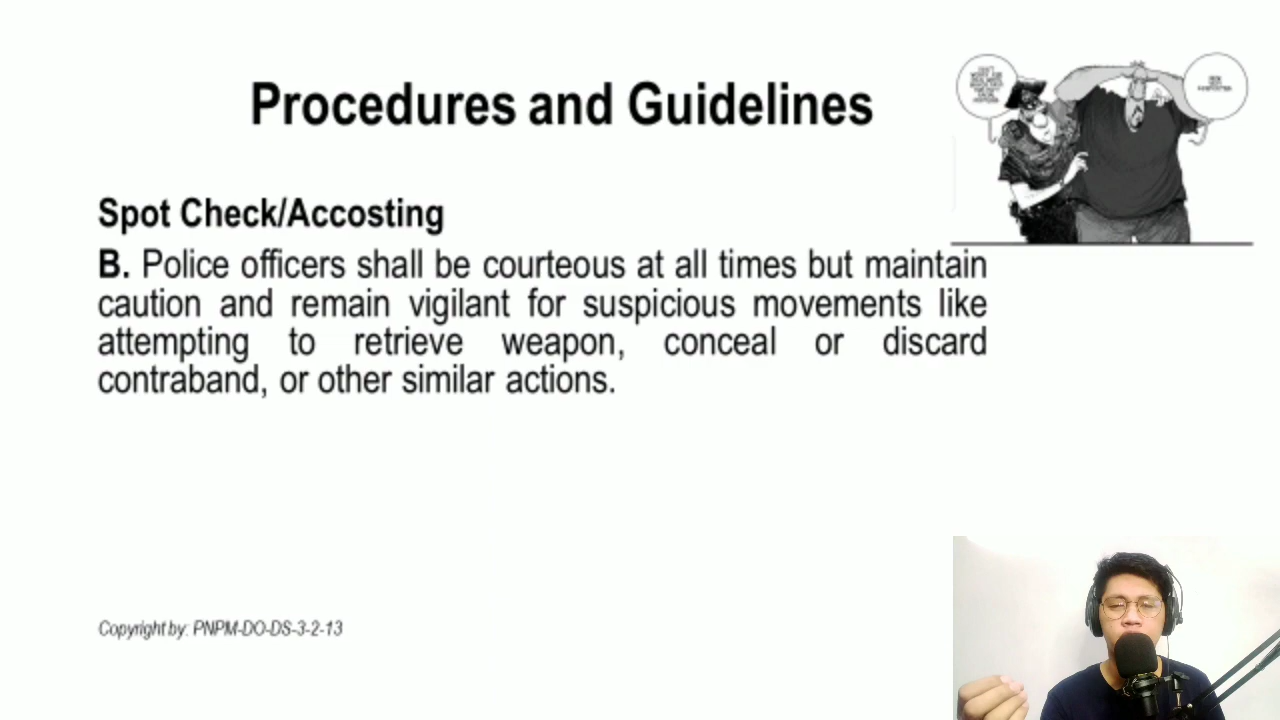 Procedures and Guidelines
Spot Check/Accosting
B. Police officers shall be courteous at all times but maintain
caution and remain vigilant for suspicious movements like
attempting to retrieve weapon, conceal or discard
contraband, or other similar actions.
Copyright by: PNPM-DO-DS-3-2-13